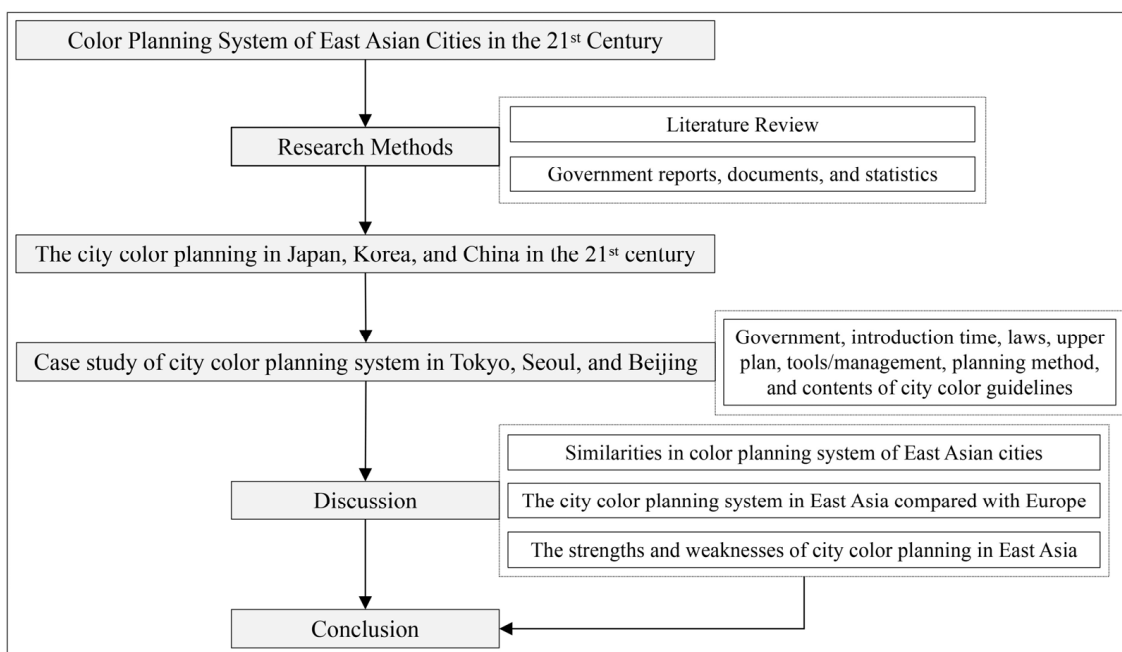 Color Planning System of East Asian Cities in the 21st Century
Research Methods
Literature Review
Government reports, documents, and statistics
The city color planning in Japan, Korea, and China in the 21st century
Case study of city color planning system in Tokyo, Seoul, and Beijing
Government, introduction time, laws, upper
plan, tools/management, planning method,
and contents of city color guidelines
Discussion
Similarities in color planning system of East Asian cities
The city color planning system in East Asia compared with Europe
The strengths and weaknesses of city color planning in East Asia
Conclusion